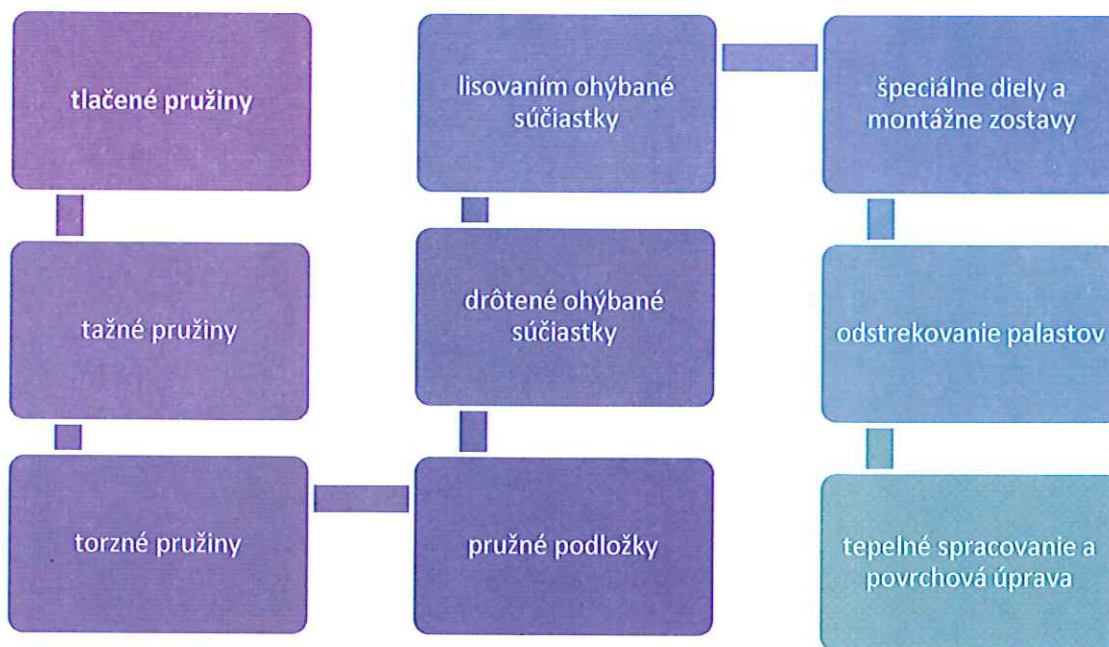 tlačené pružiny
tažné pružiny
torzné pružiny
pružné podložky
drôtené ohýbané
súčiastky
lisovaním ohýbané
súčiastky
špeciálne diely a
montážne zostavy
odstrekovanie palastov
tepelné spracovanie a
povrchová úprava